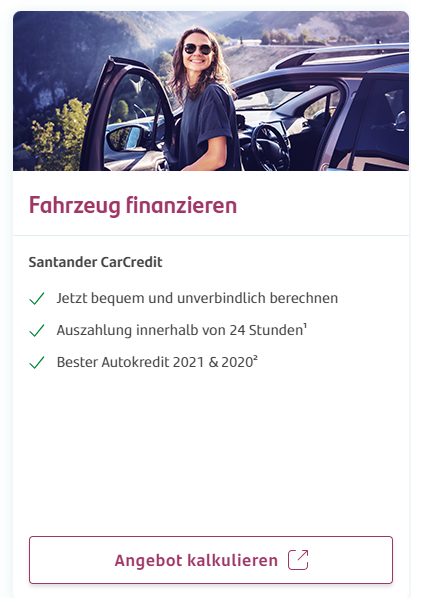 Fahrzeug finanzieren
Santander CarCredit
Jetzt bequem und unverbindlich berechnen
Auszahlung innerhalb von 24 Stunden¹
Bester Autokredit 2021 & 2020²
Angebot kalkulieren